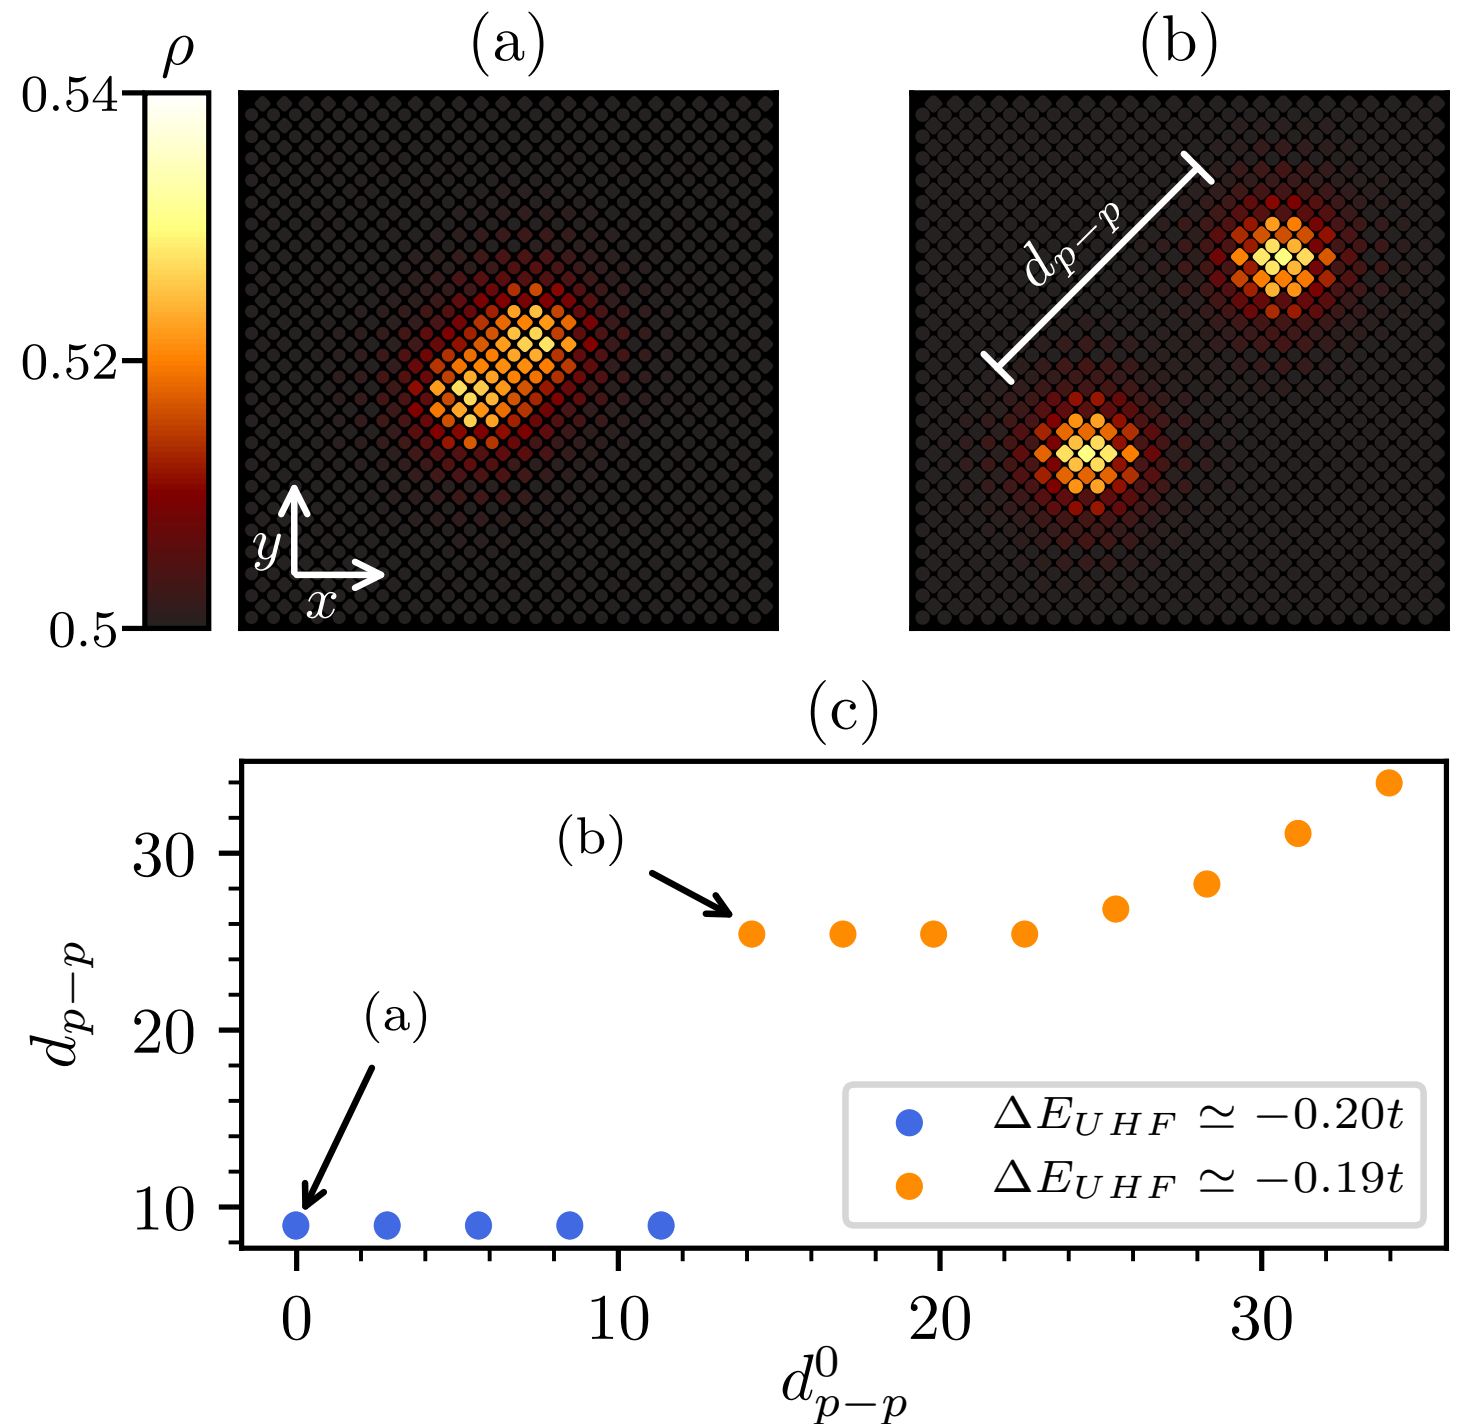 ρ
(a)
(b)
0.54
0.52
0.5
y
x
d_{p−p}
(c)
d_{p−p}
30
20
10
(b)
(a)
ΔE_{UHF} ≃ −0.20t
ΔE_{UHF} ≃ −0.19t
0
10
20
30
d^0_{p−p}